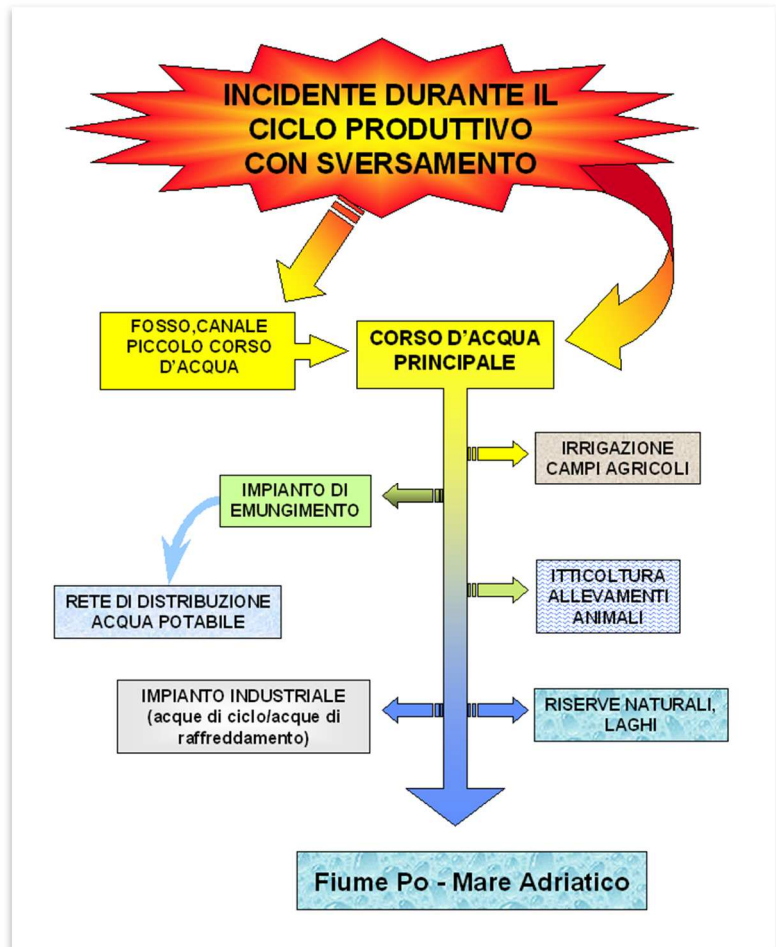 INCIDENTE DURANTE IL
CICLO PRODUTTIVO
CON SVERSAMENTO
FOSSO,CANALE
PICCOLO CORSO
D'ACQUA
CORSO D'ACQUA
PRINCIPALE
IRRIGAZIONE
CAMPI AGRICOLI
IMPIANTO DI
EMUNGIMENTO
RETE DI DISTRIBUZIONE
ACQUA POTABILE
ITTICOLTURA
ALLEVAMENTI
ANIMALI
IMPIANTO INDUSTRIALE
(acque di ciclo/acque di
raffreddamento)
RISERVE NATURALI,
LAGHI
Fiume Po - Mare Adriatico